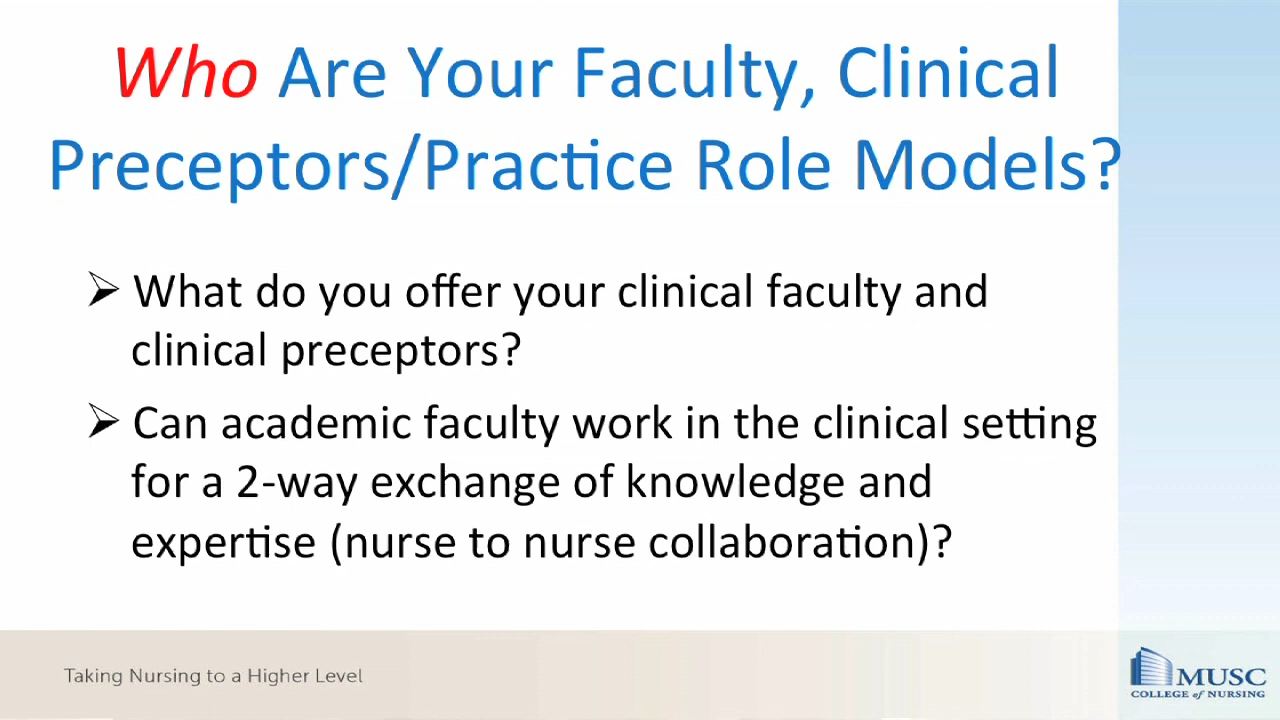 Who Are Your Faculty, Clinical
Preceptors/Practice Role Models?
➢ What do you offer your clinical faculty and
clinical preceptors?
➢ Can academic faculty work in the clinical setting
for a 2-way exchange of knowledge and
expertise (nurse to nurse collaboration)?
Taking Nursing to a Higher Level
MUSC
COLLEGE of NURSING